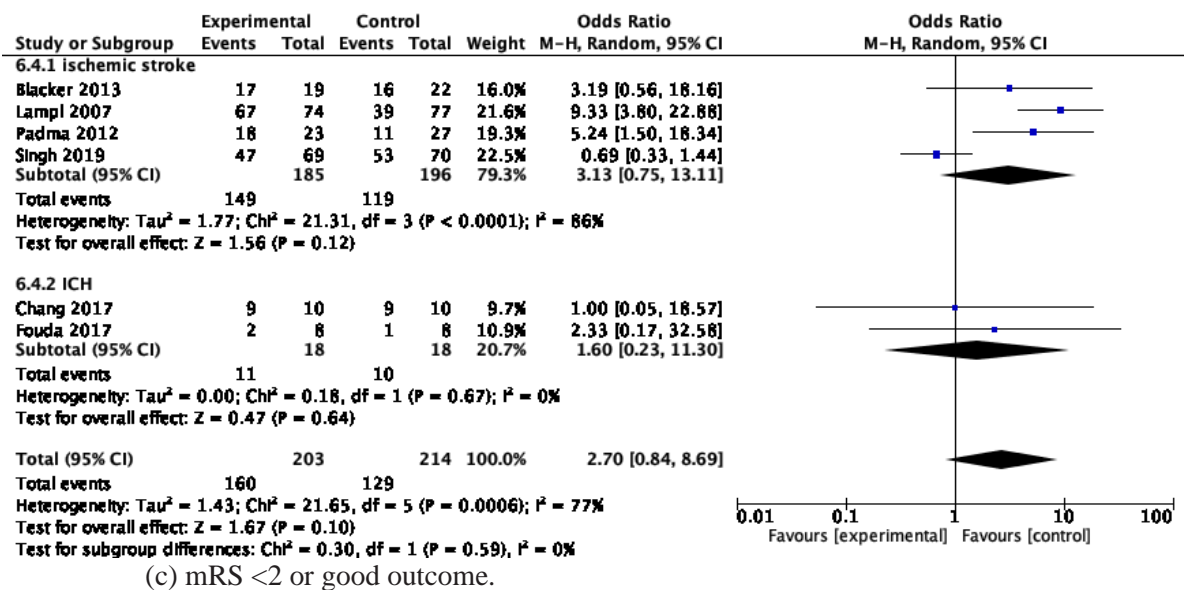 Experimental Control Odds Ratio Odds Ratio
Study or Subgroup Events Total Events Total Weight M-H, Random, 95% CI M-H, Random, 95% CI
6.4.1 ischemic stroke
Blacker 2013 17 19 16 22 16.0% 3.19 [0.56, 18.16]
Lampl 2007 67 74 39 77 21.6% 9.33 [3.80, 22.88]
Padma 2012 18 23 11 27 19.3% 5.24 [1.50, 18.34]
Singh 2019 47 69 53 70 22.5% 0.69 [0.33, 1.44]
Subtotal (95% CI) 185 196 79.3% 3.13 [0.75, 13.11]
Total events 149 119
Heterogeneity: Tau² = 1.77; Chi² = 21.31, df = 3 (P < 0.0001); I² = 86%
Test for overall effect: Z = 1.56 (P = 0.12)
6.4.2 ICH
Chang 2017 9 10 9 10 9.7% 1.00 [0.05, 18.57]
Fouda 2017 2 8 1 8 10.9% 2.33 [0.17, 32.58]
Subtotal (95% CI) 18 18 20.7% 1.60 [0.23, 11.30]
Total events 11 10
Heterogeneity: Tau² = 0.00; Chi² = 0.18, df = 1 (P = 0.67); I² = 0%
Test for overall effect: Z = 0.47 (P = 0.64)
Total (95% CI) 203 214 100.0% 2.70 [0.84, 8.69]
Total events 160 129
Heterogeneity: Tau² = 1.43; Chi² = 21.65, df = 5 (P = 0.0006); I² = 77%
Test for overall effect: Z = 1.67 (P = 0.10)
Test for subgroup differences: Chi² = 0.30, df = 1 (P = 0.59), I² = 0%
0.01 0.1 1 10 100
Favours [experimental] Favours [control]
(c) mRS <2 or good outcome.